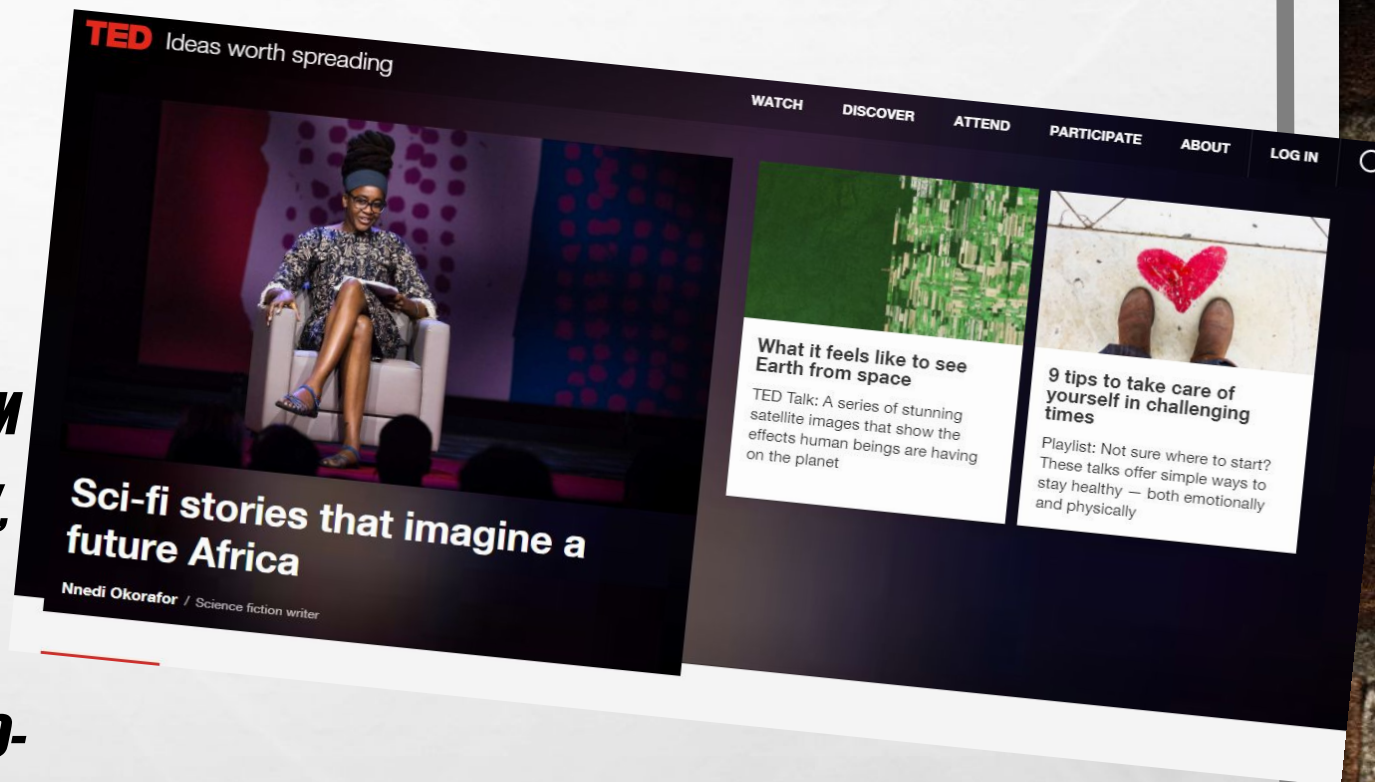 TED Ideas worth spreading
WATCH DISCOVER ATTEND PARTICIPATE ABOUT LOG IN
Sci-fi stories that imagine a
future Africa
Nnedi Okorafor / Science fiction writer
What it feels like to see
Earth from space
TED Talk: A series of stunning
satellite images that show the
effects human beings are having
on the planet
9 tips to take care of
yourself in challenging
times
Playlist: Not sure where to start?
These talks offer simple ways to
stay healthy — both emotionally
and physically